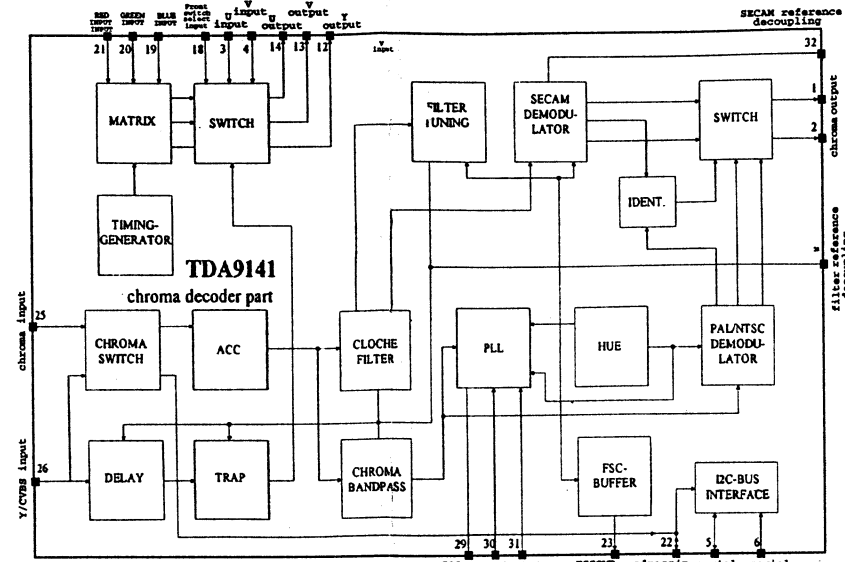 RED
INPUT
INPUT
GREEN
INPUT
BLUE
INPUT
Front
switch
select
input
U
input
V
input
U
output
V
output
Y
output
SECAM reference
decoupling
21
20
19
18
3
4
14
13
12
V
input
32
1
2
chroma output
MATRIX
SWITCH
FILTER
TUNING
SECAM
DEMODU-
LATOR
SWITCH
IDENT.
TIMING-
GENERATOR
TDA9141
chroma decoder part
filter reference
chroma input
25
CHROMA
SWITCH
ACC
CLOCHE
FILTER
PLL
HUE
PAL/NTSC
DEMODU-
LATOR
Y/CVBS input
26
DELAY
TRAP
CHROMA
BANDPASS
FSC-
BUFFER
I2C-BUS
INTERFACE
29
30
31
23
22
5
6